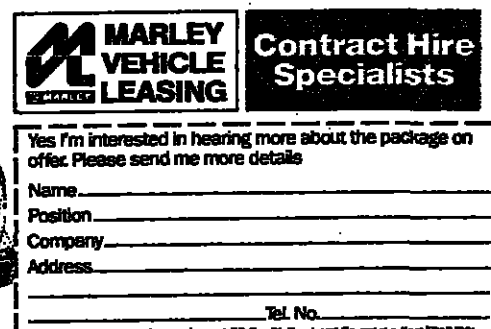 MARLEY
VEHICLE
LEASING
MARLEY
Contract Hire
Specialists
Yes I'm interested in hearing more about the package on
offer. Please send me more details
Name
Position
Company
Address
Tel. No.